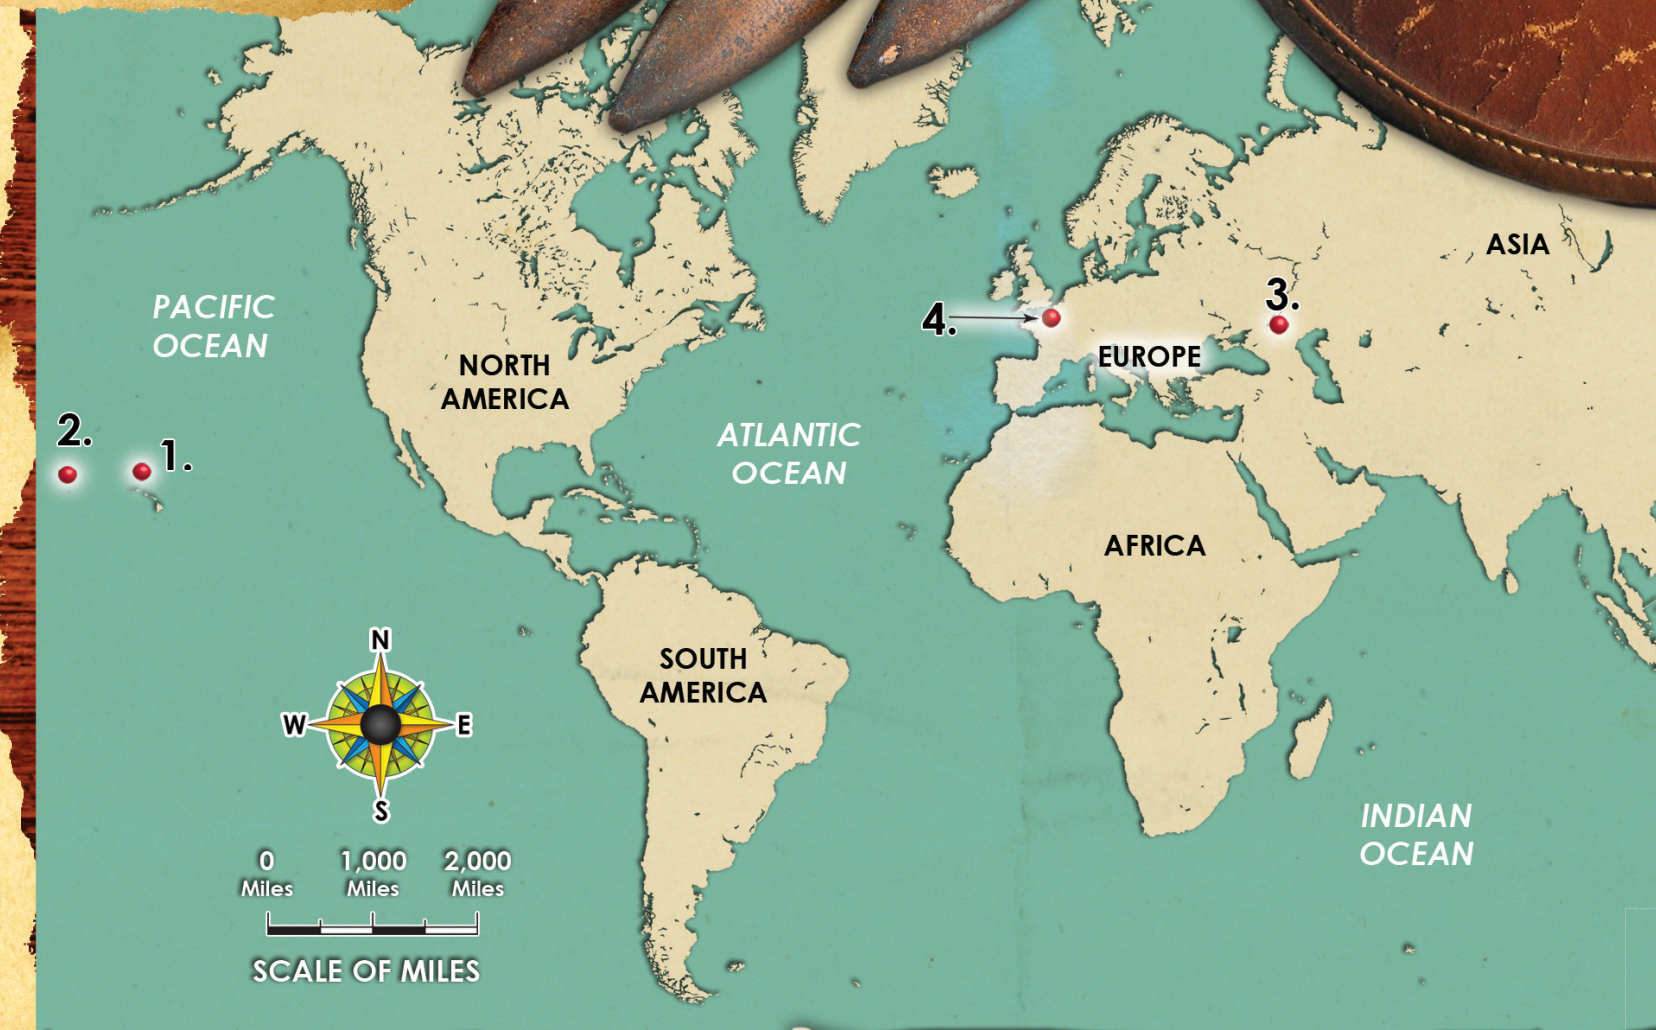 ASIA
3.
PACIFIC
OCEAN
4.
EUROPE
NORTH
AMERICA
2.
1.
ATLANTIC
OCEAN
AFRICA
N
W
E
S
SOUTH
AMERICA
INDIAN
OCEAN
0
Miles
1,000
Miles
2,000
Miles
SCALE OF MILES